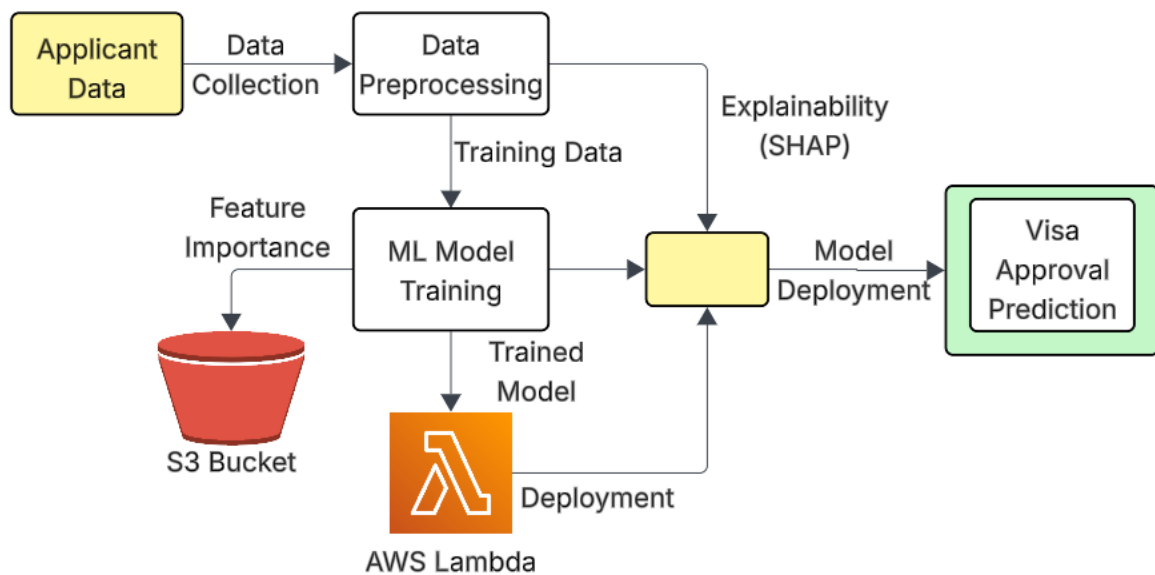 Applicant
Data
Data
Collection
Data
Preprocessing
Explainability
(SHAP)
Training Data
Feature
Importance
ML Model
Training
Model
Deployment
Visa
Approval
Prediction
Trained
Model
S3 Bucket
Deployment
AWS Lambda